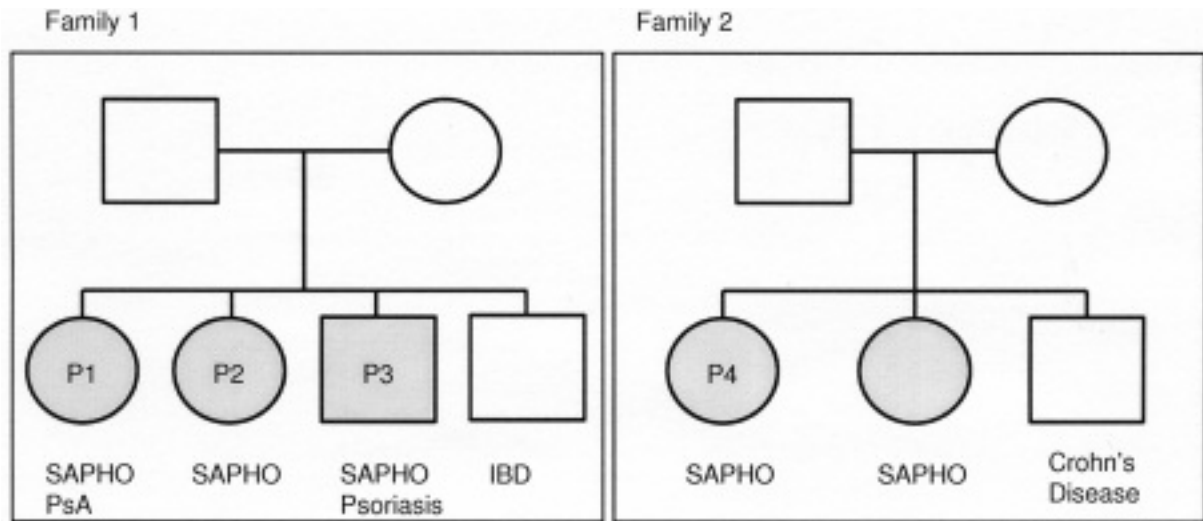 Family 1
Family 2
P1
P2
P3
P4
SAPHO
PsA
SAPHO
SAPHO
Psoriasis
IBD
SAPHO
SAPHO
Crohn's
Disease